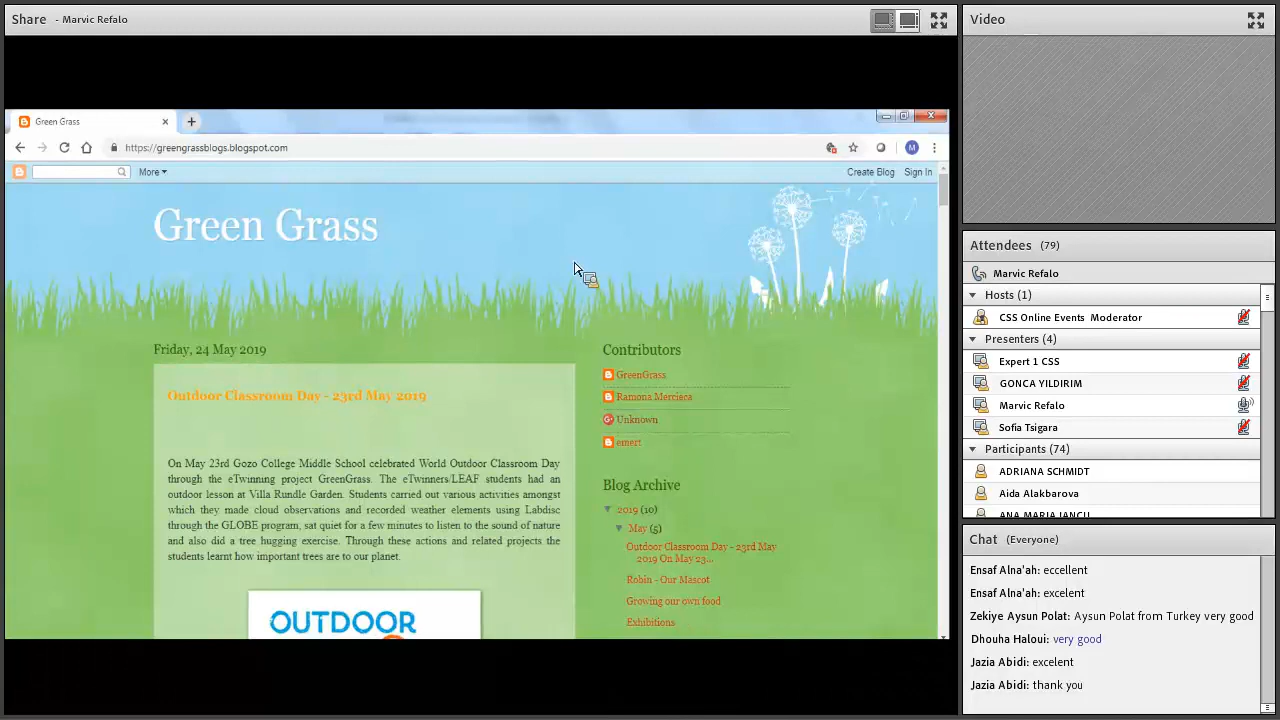 Share - Marvic Refalo
Green Grass
https://greengrassblogs.blogspot.com
More
Create Blog Sign In
Green Grass
Friday, 24 May 2019
Outdoor Classroom Day - 23rd May 2019
On May 23rd Gozo College Middle School celebrated World Outdoor Classroom Day
through the eTwinning project GreenGrass. The eTwinners/LEAF students had an
outdoor lesson at Villa Rundle Garden. Students carried out various activities amongst
which they made cloud observations and recorded weather elements using Labdisc
through the GLOBE program, sat quiet for a few minutes to listen to the sound of nature
and also did a tree hugging exercise. Through these actions and related projects the
students learnt how important trees are to our planet.
OUTDOOR
Contributors
GreenGrass
Ramona Mercieca
Unknown
emert
Blog Archive
2019 (10)
May (5)
Outdoor Classroom Day - 23rd May
2019 On May 23...
Robin - Our Mascot
Growing our own food
Exhibitions
Video
Attendees (79)
Marvic Refalo
Hosts (1)
CSS Online Events Moderator
Presenters (4)
Expert 1 CSS
GONCA YILDIRIM
Marvic Refalo
Sofia Tsigara
Participants (74)
ADRIANA SCHMIDT
Aida Alakbarova
ANA MARIA IANCU
Chat (Everyone)
Ensaf Alna'ah: eccellent
Ensaf Alna'ah: excelent
Zekiye Aysun Polat: Aysun Polat from Turkey very good
Dhouha Haloui: very good
Jazia Abidi: excelent
Jazia Abidi: thank you